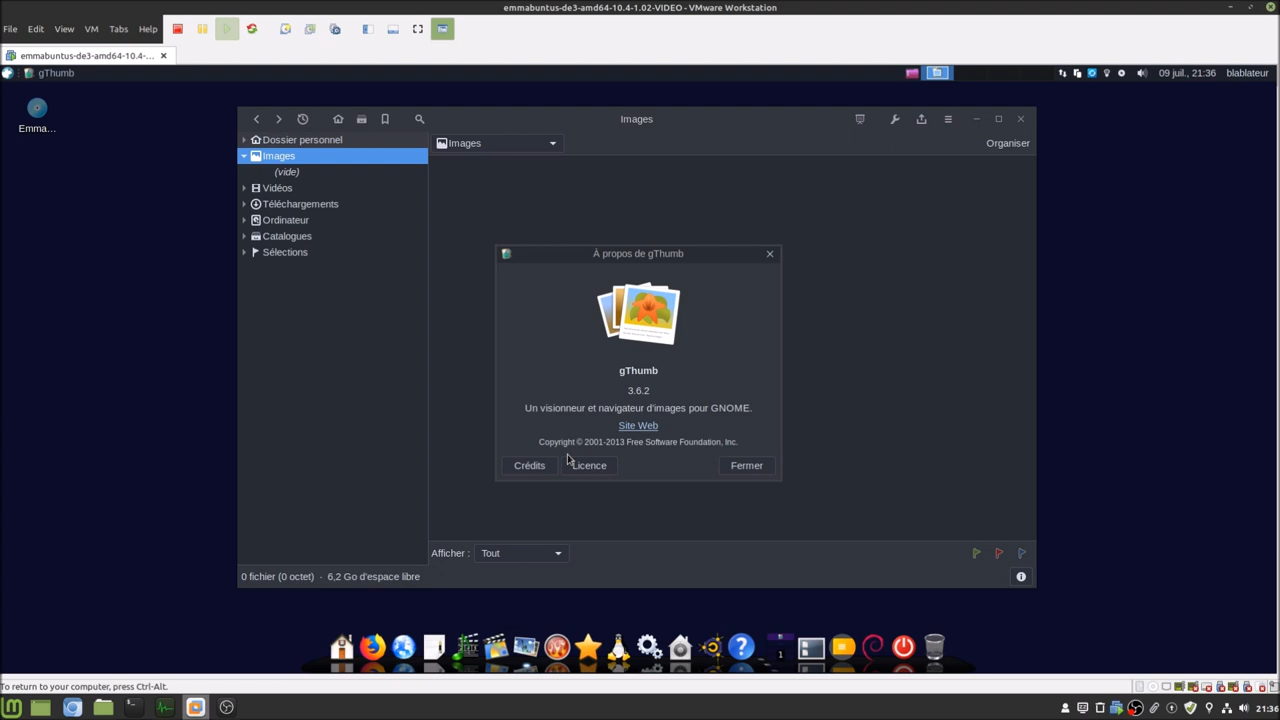 emmabuntus-de3-amd64-10.4-1.02-VIDEO - VMware Workstation
File Edit View VM Tabs Help
emmabuntus-de3-amd64-10.4-...
gThumb
09 juil., 21:36 blablateur
Emma...
Images
Dossier personnel
Images
Organiser
Images
(vide)
Vidéos
Téléchargements
Ordinateur
Catalogues
Sélections
À propos de gThumb
gThumb
3.6.2
Un visionneur et navigateur d'images pour GNOME.
Site Web
Copyright © 2001-2013 Free Software Foundation, Inc.
Crédits Licence Fermer
Afficher : Tout
0 fichier (0 octet) · 6,2 Go d'espace libre
1
To return to your computer, press Ctrl-Alt.
21:36